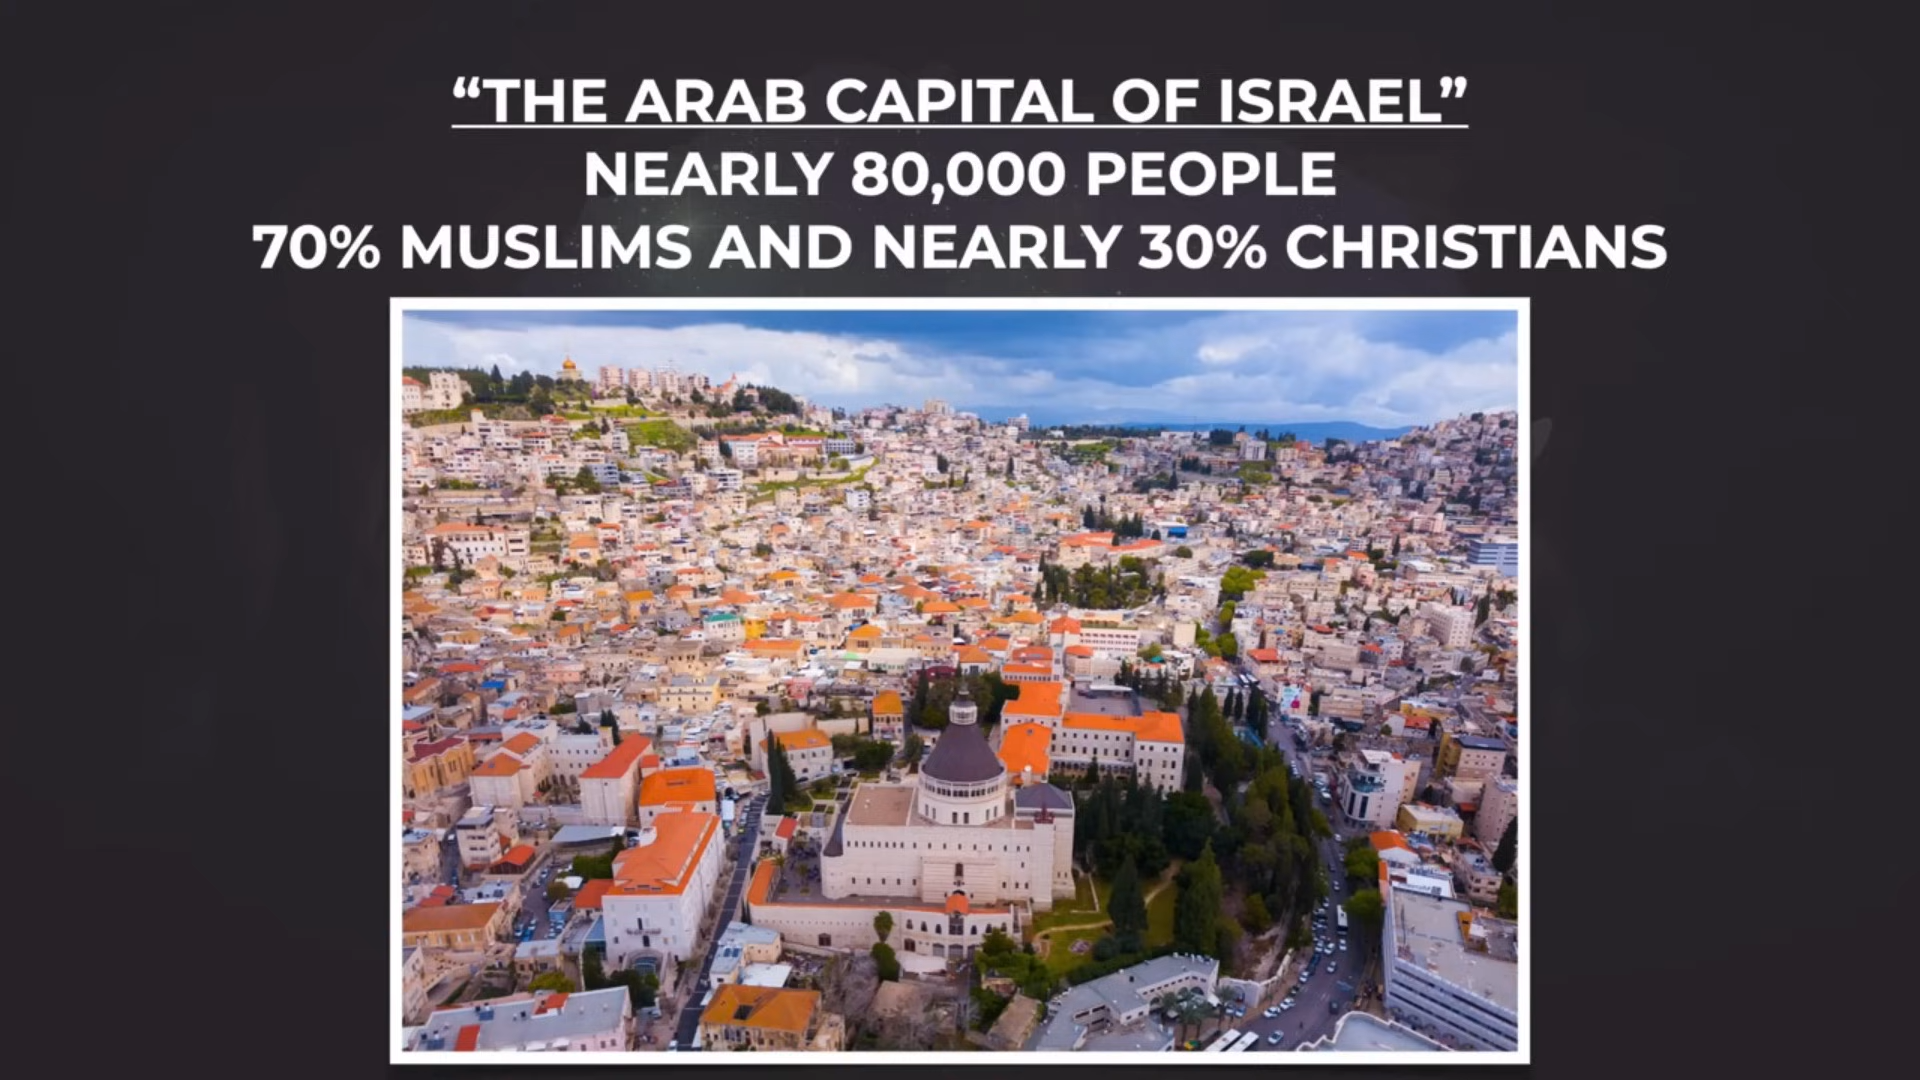 “THE ARAB CAPITAL OF ISRAEL”
NEARLY 80,000 PEOPLE
70% MUSLIMS AND NEARLY 30% CHRISTIANS